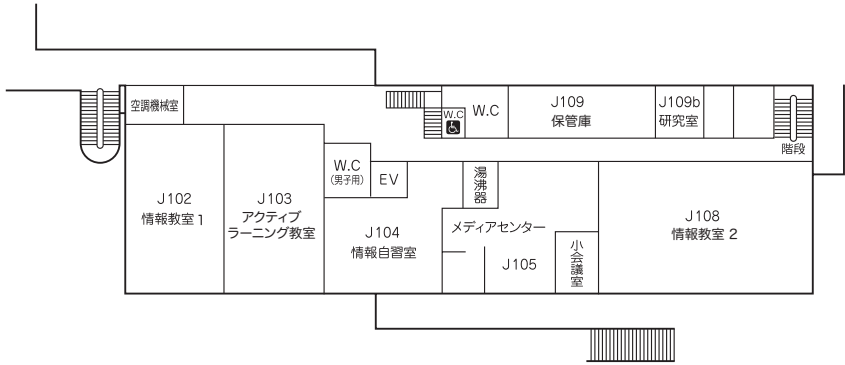 空調機械室
W.C
W.C
J109
保管庫
J109b
研究室
階段
W.C
(男子用)
EV
湯沸器
J102
情報教室1
J103
アクティブ
ラーニング教室
J104
情報自習室
メディアセンター
J105
小会議室
J108
情報教室2